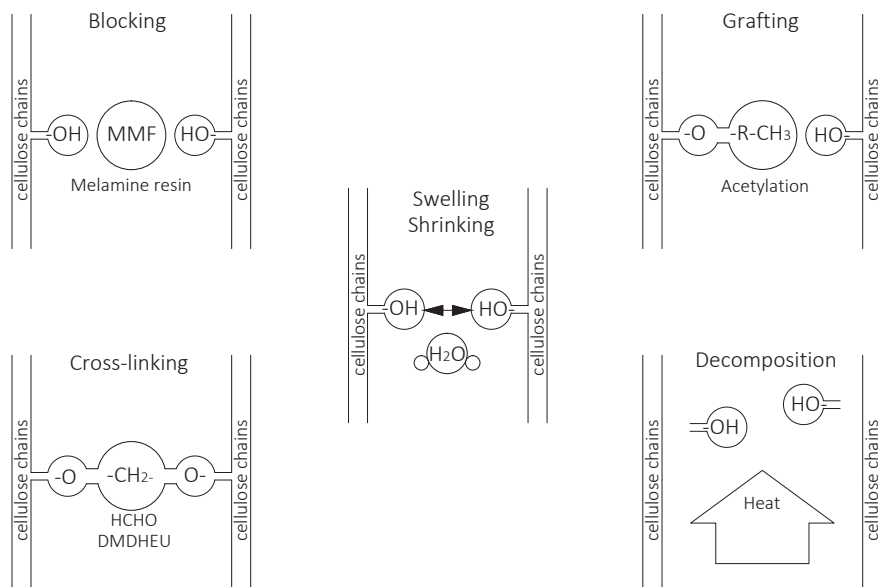 Blocking
cellulose chains
-OH
MMF
HO-
cellulose chains
Melamine resin
Grafting
cellulose chains
-O
-R-CH3
HO-
cellulose chains
Acetylation
Swelling
Shrinking
cellulose chains
-OH
HO-
cellulose chains
H2O
Cross-linking
cellulose chains
-O
-CH2-
O-
cellulose chains
HCHO
DMDHEU
Decomposition
cellulose chains
-OH
HO-
cellulose chains
Heat